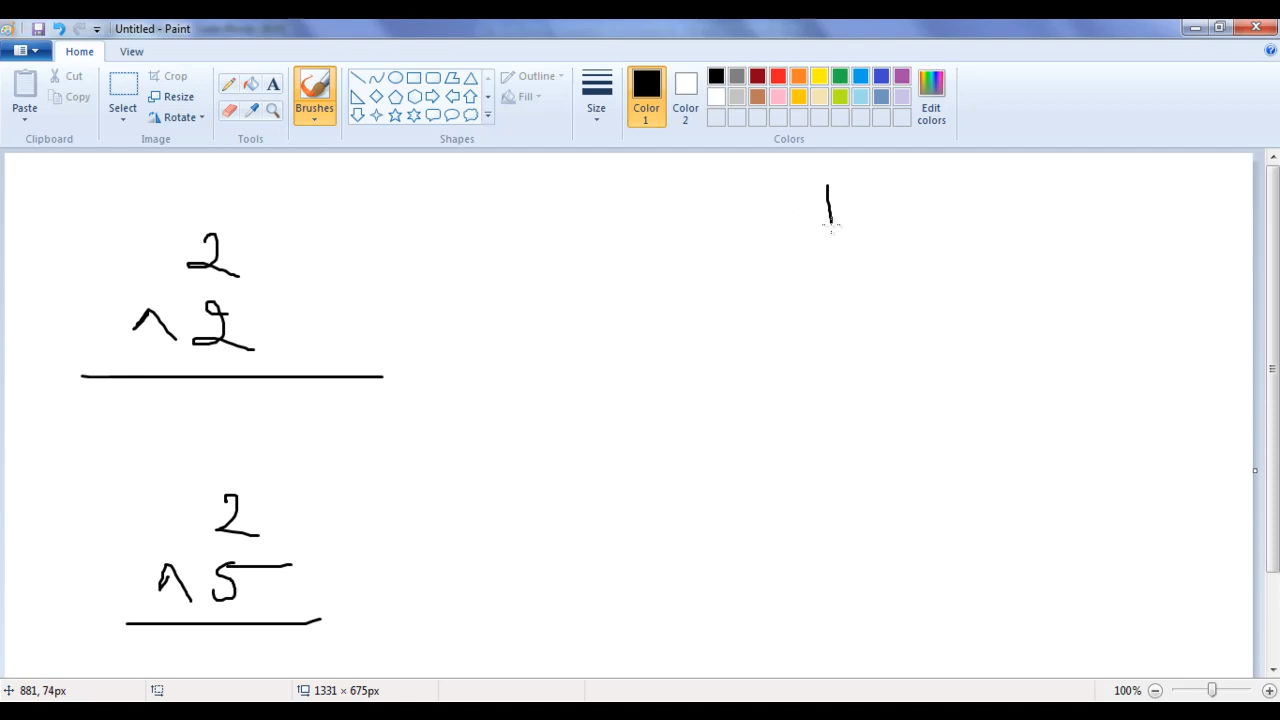 Untitled - Paint
Home View
Paste
Cut
Copy
Clipboard
Select
Crop
Resize
Rotate
Image
Tools
Brushes
Outline
Fill
Shapes
Size
Color 1
Color 2
Edit colors
Colors
2
^ 2
2
^ 5
881, 74px
1331 × 675px
100%